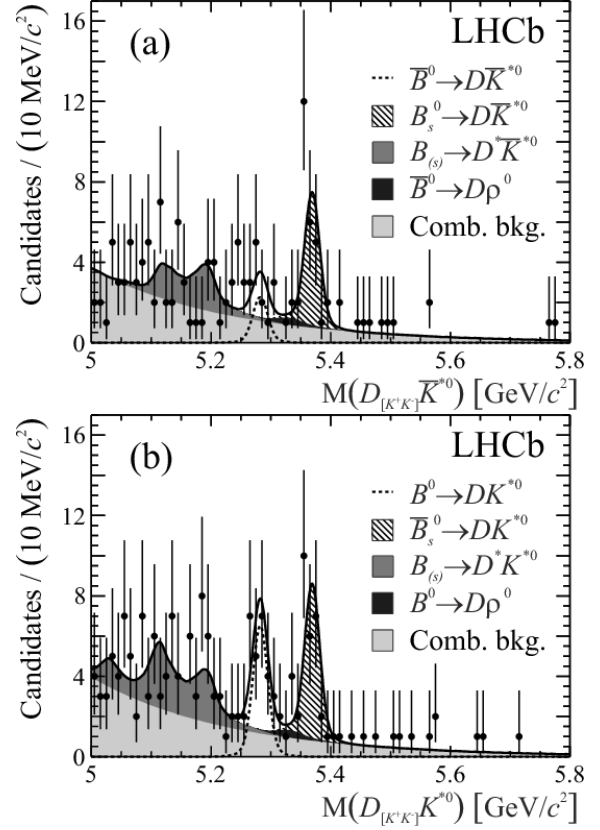 (a)
LHCb
B̅⁰→DK̅*⁰
B_s⁰→DK̅*⁰
B_(s)→D*K̅*⁰
B̅⁰→Dρ⁰
Comb. bkg.
Candidates / (10 MeV/c²)
16
12
8
4
0
5 5.2 5.4 5.6 5.8
M(D_[K⁺K⁻]K̅*⁰) [GeV/c²]
(b)
LHCb
B⁰→DK*⁰
B̅_s⁰→DK*⁰
B_(s)→D*K*⁰
B⁰→Dρ⁰
Comb. bkg.
Candidates / (10 MeV/c²)
16
12
8
4
0
5 5.2 5.4 5.6 5.8
M(D_[K⁺K⁻]K*⁰) [GeV/c²]